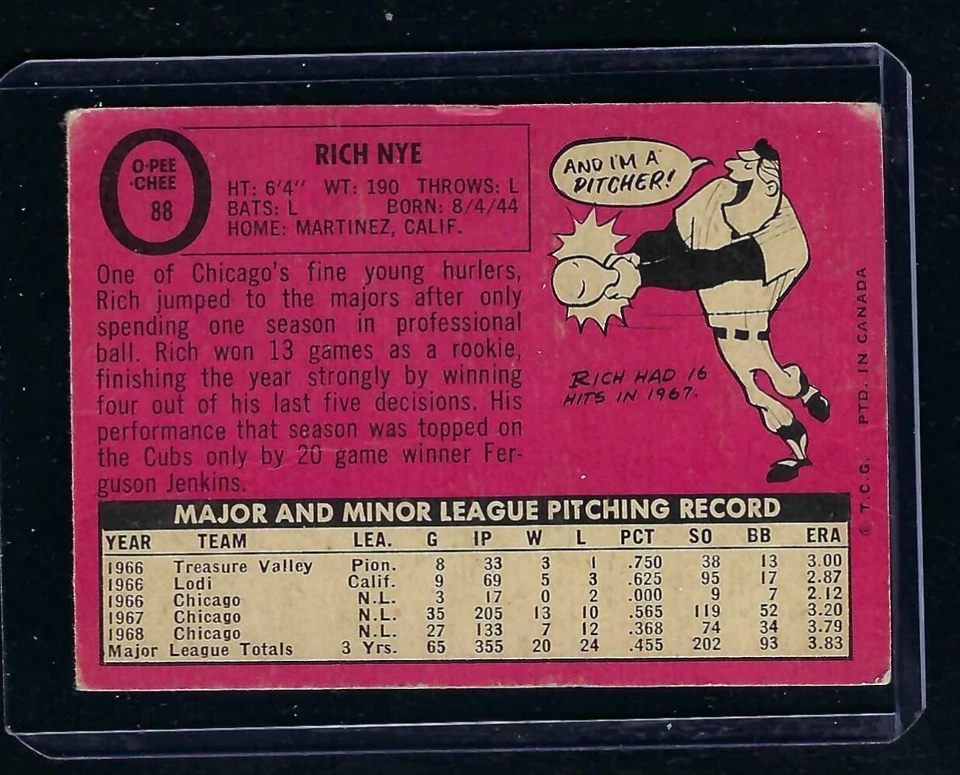 O·PEE
·CHEE
88
RICH NYE
HT: 6'4" WT: 190 THROWS: L
BATS: L BORN: 8/4/44
HOME: MARTINEZ, CALIF.
One of Chicago's fine young hurlers,
Rich jumped to the majors after only
spending one season in professional
ball. Rich won 13 games as a rookie,
finishing the year strongly by winning
four out of his last five decisions. His
performance that season was topped on
the Cubs only by 20 game winner Fer-
guson Jenkins.
AND I'M A
PITCHER!
RICH HAD 16
HITS IN 1967.
© T.C.G. PTD. IN CANADA
MAJOR AND MINOR LEAGUE PITCHING RECORD
YEAR TEAM LEA. G IP W L PCT SO BB ERA
1966 Treasure Valley Pion. 8 33 3 1 .750 38 13 3.00
1966 Lodi Calif. 9 69 5 3 .625 95 17 2.87
1966 Chicago N.L. 3 17 0 2 .000 9 7 2.12
1967 Chicago N.L. 35 205 13 10 .565 119 52 3.20
1968 Chicago N.L. 27 133 7 12 .368 74 34 3.79
Major League Totals 3 Yrs. 65 355 20 24 .455 202 93 3.83